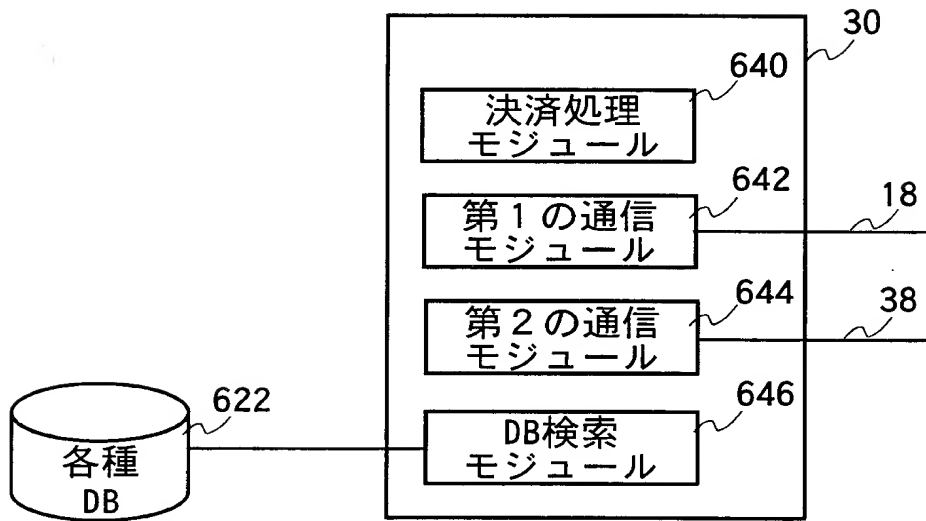 30
640
決済処理
モジュール
642
第1の通信
モジュール
18
644
第2の通信
モジュール
38
646
DB検索
モジュール
622
各種
DB